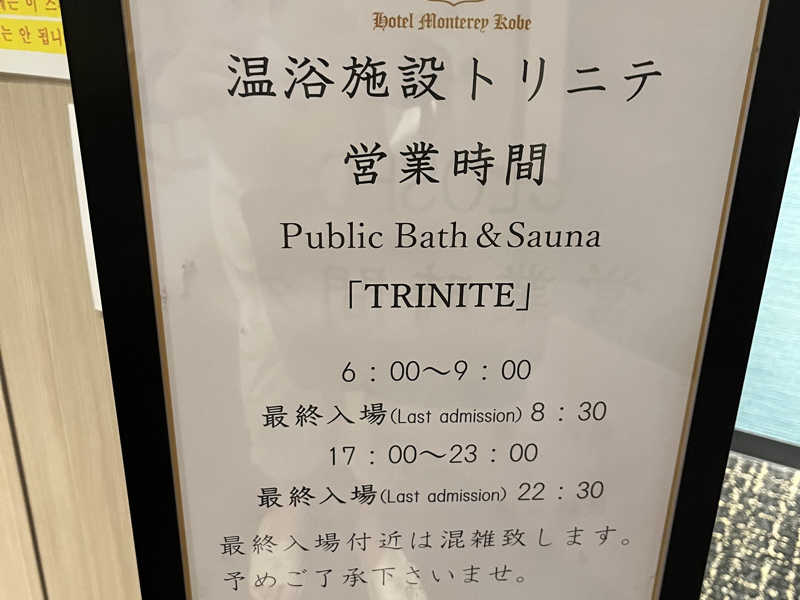 Hotel Monterey Kobe
温浴施設トリニテ
営業時間
Public Bath & Sauna
「TRINITE」
6：00～9：00
最終入場(Last admission) 8：30
17：00～23：00
最終入場(Last admission) 22：30
最終入場付近は混雑致します。
予めご了承下さいませ。